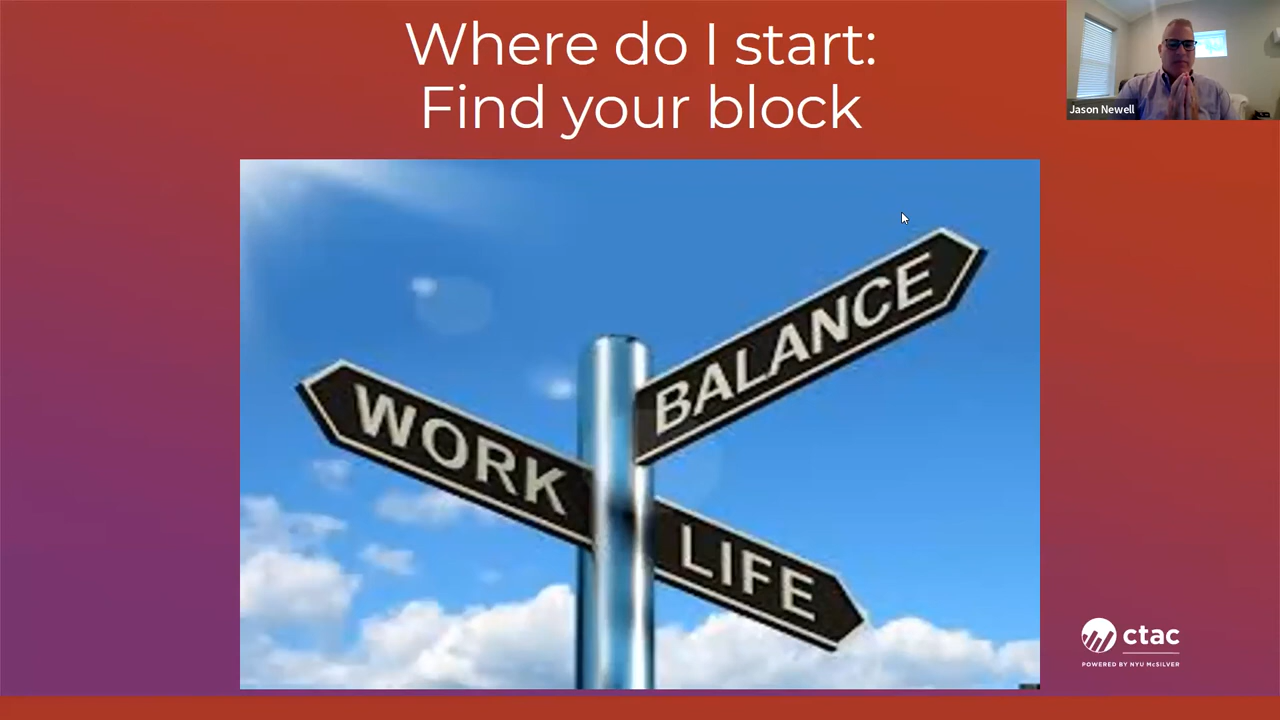 Where do I start:
Find your block
Jason Newell
BALANCE
WORK
LIFE
ctac
POWERED BY NYU McSILVER